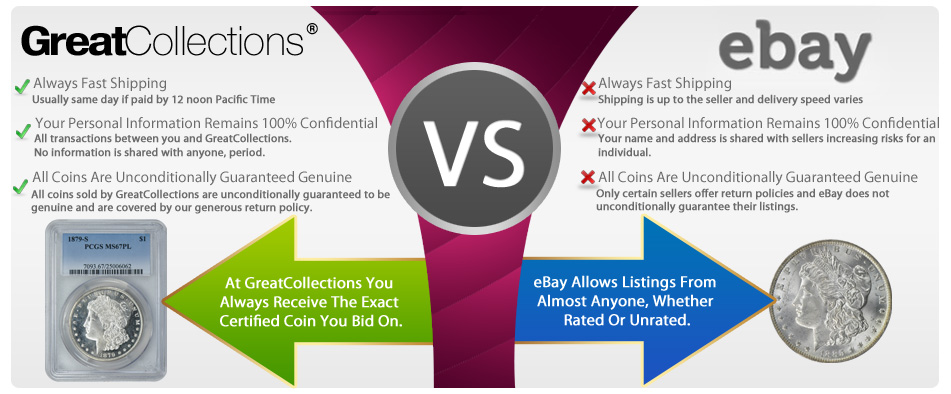 GreatCollections®
Always Fast Shipping
Usually same day if paid by 12 noon Pacific Time
Your Personal Information Remains 100% Confidential
All transactions between you and GreatCollections.
No information is shared with anyone, period.
All Coins Are Unconditionally Guaranteed Genuine
All coins sold by GreatCollections are unconditionally guaranteed to be
genuine and are covered by our generous return policy.
1879-S $1
PCGS MS67PL
7093.67/25006062
At GreatCollections You
Always Receive The Exact
Certified Coin You Bid On.
VS
ebay
Always Fast Shipping
Shipping is up to the seller and delivery speed varies
Your Personal Information Remains 100% Confidential
Your name and address is shared with sellers increasing risks for an
individual.
All Coins Are Unconditionally Guaranteed Genuine
Only certain sellers offer return policies and eBay does not
unconditionally guarantee their listings.
eBay Allows Listings From
Almost Anyone, Whether
Rated Or Unrated.